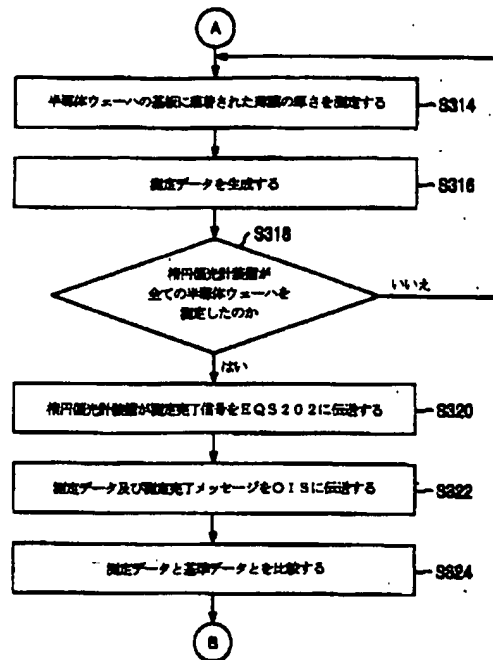 A
半導体ウェーハの基板に蒸着された薄膜の厚さを測定する
S314
測定データを生成する
S316
S318
楕円偏光計装置が
全ての半導体ウェーハを
測定したのか
いいえ
はい
楕円偏光計装置が測定完了信号をEQS202に伝送する
S320
測定データ及び測定完了メッセージをOISに伝送する
S322
測定データと基準データとを比較する
S324
B